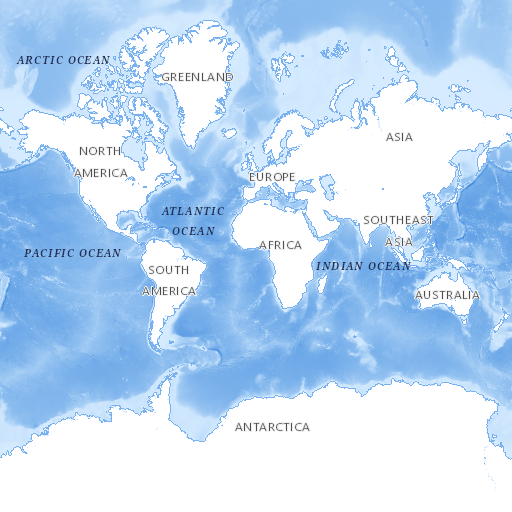 ARCTIC OCEAN
GREENLAND
ASIA
NORTH
AMERICA
EUROPE
ATLANTIC
OCEAN
SOUTHEAST
ASIA
PACIFIC OCEAN
AFRICA
INDIAN OCEAN
SOUTH
AMERICA
AUSTRALIA
ANTARCTICA